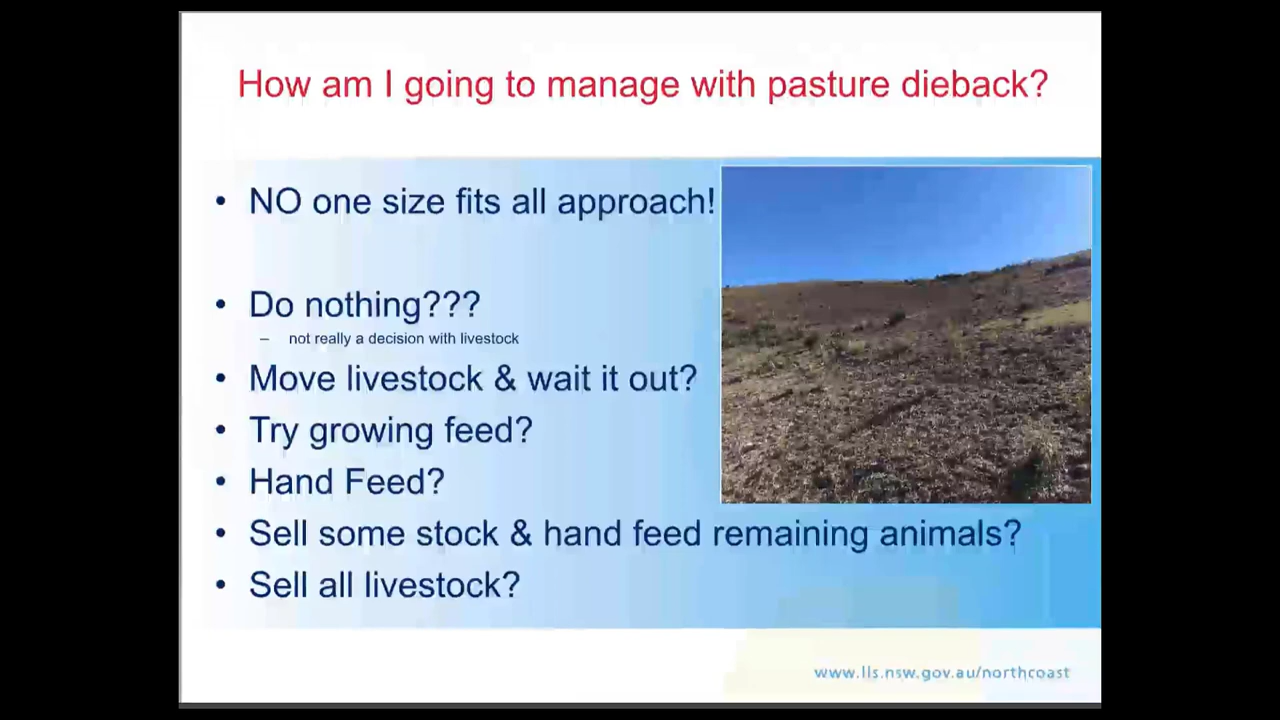 How am I going to manage with pasture dieback?
• NO one size fits all approach!
• Do nothing???
– not really a decision with livestock
• Move livestock & wait it out?
• Try growing feed?
• Hand Feed?
• Sell some stock & hand feed remaining animals?
• Sell all livestock?
www.lls.nsw.gov.au/northcoast